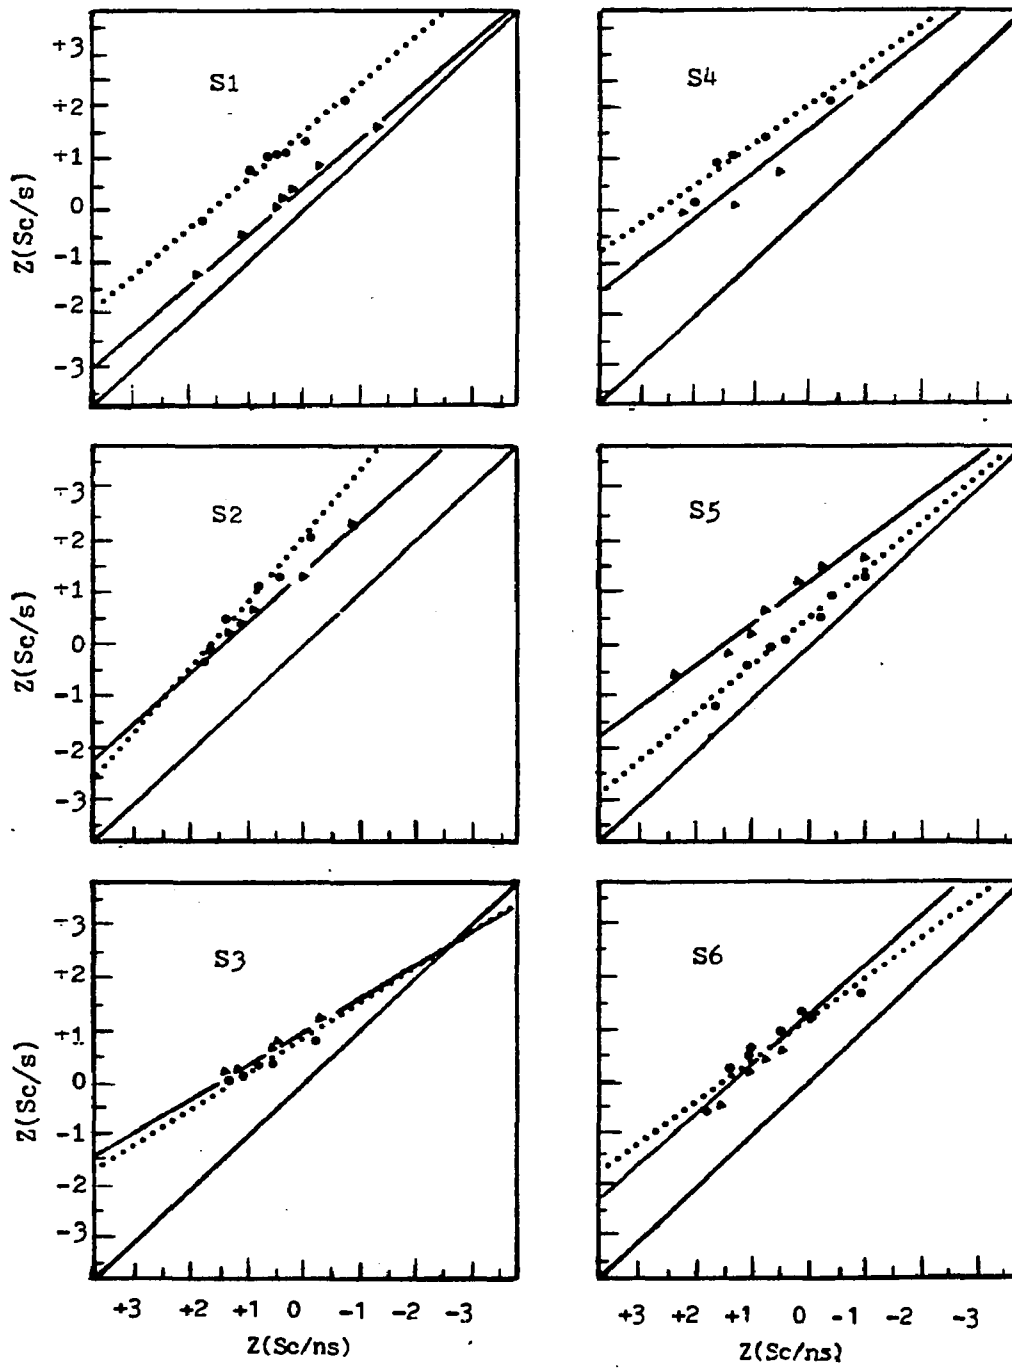 S1
S4
+3
+2
+1
0
-1
-2
-3
Z(Sc/s)
S2
S5
+3
+2
+1
0
-1
-2
-3
Z(Sc/s)
S3
S6
+3
+2
+1
0
-1
-2
-3
Z(Sc/s)
+3 +2 +1 0 -1 -2 -3
+3 +2 +1 0 -1 -2 -3
Z(Sc/ns)
Z(Sc/ns)